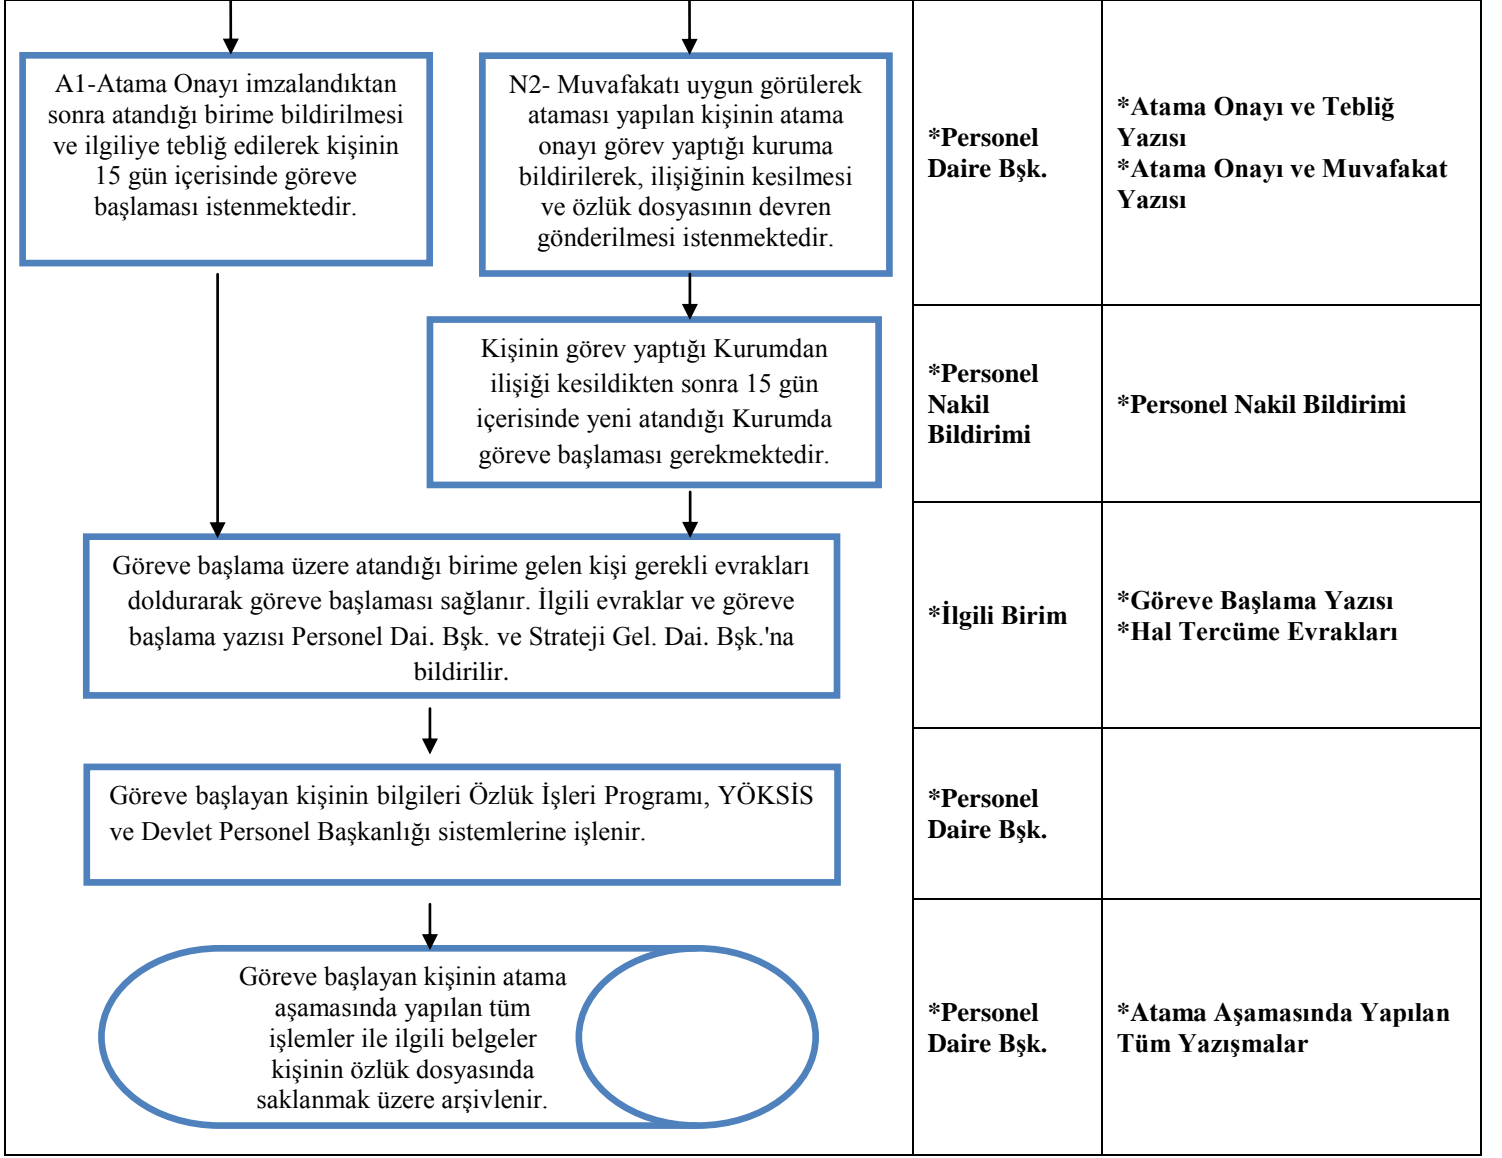 A1-Atama Onayı imzalandıktan
sonra atandığı birime bildirilmesi
ve ilgiliye tebliğ edilerek kişinin
15 gün içerisinde göreve
başlaması istenmektedir.
N2- Muvafakatı uygun görülerek
ataması yapılan kişinin atama
onayı görev yaptığı kuruma
bildirilerek, ilişiğinin kesilmesi
ve özlük dosyasının devren
gönderilmesi istenmektedir.
*Personel
Daire Bşk.
*Atama Onayı ve Tebliğ
Yazısı
*Atama Onayı ve Muvafakat
Yazısı
Kişinin görev yaptığı Kurumdan
ilişiği kesildikten sonra 15 gün
içerisinde yeni atandığı Kurumda
göreve başlaması gerekmektedir.
*Personel
Nakil
Bildirimi
*Personel Nakil Bildirimi
Göreve başlama üzere atandığı birime gelen kişi gerekli evrakları
doldurarak göreve başlaması sağlanır. İlgili evraklar ve göreve
başlama yazısı Personel Dai. Bşk. ve Strateji Gel. Dai. Bşk.'na
bildirilir.
*İlgili Birim
*Göreve Başlama Yazısı
*Hal Tercüme Evrakları
Göreve başlayan kişinin bilgileri Özlük İşleri Programı, YÖKSİS
ve Devlet Personel Başkanlığı sistemlerine işlenir.
*Personel
Daire Bşk.
Göreve başlayan kişinin atama
aşamasında yapılan tüm
işlemler ile ilgili belgeler
kişinin özlük dosyasında
saklanmak üzere arşivlenir.
*Personel
Daire Bşk.
*Atama Aşamasında Yapılan
Tüm Yazışmalar